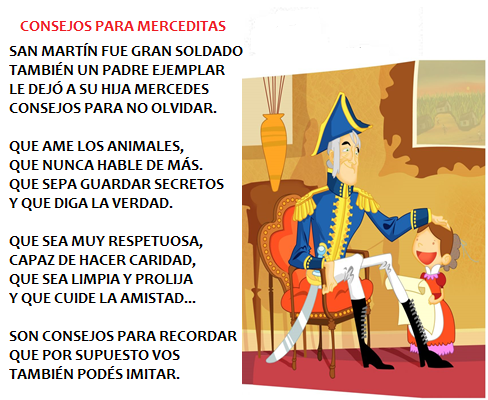 CONSEJOS PARA MERCEDITAS
SAN MARTÍN FUE GRAN SOLDADO
TAMBIÉN UN PADRE EJEMPLAR
LE DEJÓ A SU HIJA MERCEDES
CONSEJOS PARA NO OLVIDAR.
QUE AME LOS ANIMALES,
QUE NUNCA HABLE DE MÁS.
QUE SEPA GUARDAR SECRETOS
Y QUE DIGA LA VERDAD.
QUE SEA MUY RESPETUOSA,
CAPAZ DE HACER CARIDAD,
QUE SEA LIMPIA Y PROLIJA
Y QUE CUIDE LA AMISTAD...
SON CONSEJOS PARA RECORDAR
QUE POR SUPUESTO VOS
TAMBIÉN PODÉS IMITAR.